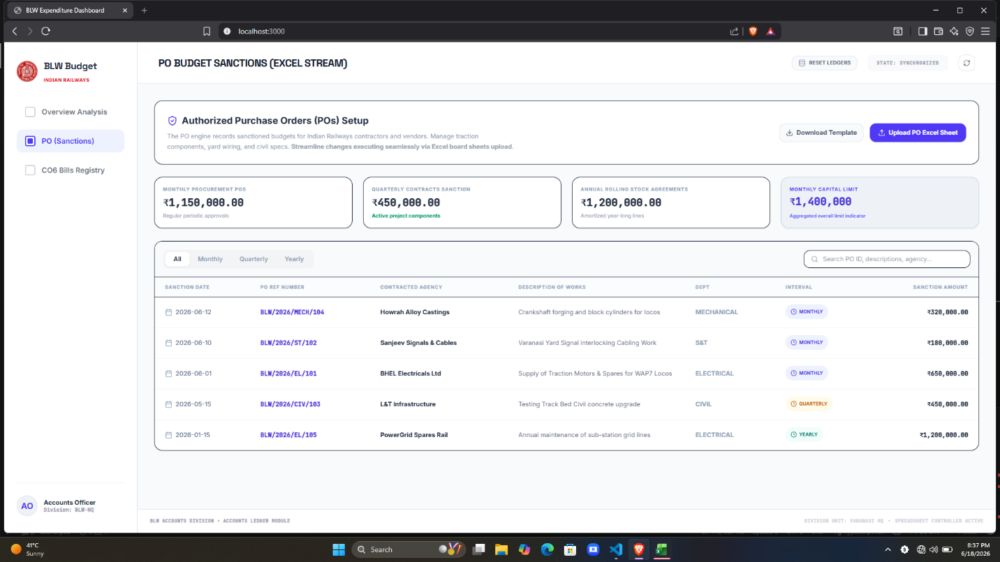 BLW Expenditure Dashboard
localhost:3000
BLW Budget
INDIAN RAILWAYS
Overview Analysis
PO (Sanctions)
CO6 Bills Registry
AO
Accounts Officer
Division: BLW-HQ
PO BUDGET SANCTIONS (EXCEL STREAM)
RESET LEDGERS
STATE: SYNCHRONIZED
Authorized Purchase Orders (POs) Setup
The PO engine records sanctioned budgets for Indian Railways contractors and vendors. Manage traction
components, yard wiring, and civil specs. Streamline changes executing seamlessly via Excel board sheets upload.
Download Template
Upload PO Excel Sheet
MONTHLY PROCUREMENT POS
₹1,150,000.00
Regular periodic approvals
QUARTERLY CONTRACTS SANCTION
₹450,000.00
Active project components
ANNUAL ROLLING STOCK AGREEMENTS
₹1,200,000.00
Amortized year-long lines
MONTHLY CAPITAL LIMIT
₹1,400,000
Aggregated overall limit indicator
All Monthly Quarterly Yearly
Search PO ID, descriptions, agency...
SANCTION DATE PO REF NUMBER CONTRACTED AGENCY DESCRIPTION OF WORKS DEPT INTERVAL SANCTION AMOUNT
2026-06-12 BLW/2026/MECH/104 Howrah Alloy Castings Crankshaft forging and block cylinders for locos MECHANICAL MONTHLY ₹320,000.00
2026-06-10 BLW/2026/ST/102 Sanjeev Signals & Cables Varanasi Yard Signal interlocking Cabling Work S&T MONTHLY ₹180,000.00
2026-06-01 BLW/2026/EL/101 BHEL Electricals Ltd Supply of Traction Motors & Spares for WAP7 Locos ELECTRICAL MONTHLY ₹650,000.00
2026-05-15 BLW/2026/CIV/103 L&T Infrastructure Testing Track Bed Civil concrete upgrade CIVIL QUARTERLY ₹450,000.00
2026-01-15 BLW/2026/EL/105 PowerGrid Spares Rail Annual maintenance of sub-station grid lines ELECTRICAL YEARLY ₹1,200,000.00
BLW ACCOUNTS DIVISION • ACCOUNTS LEDGER MODULE
DIVISION UNIT: VARANASI HQ • SPREADSHEET CONTROLLER ACTIVE
41°C
Sunny
Search
8:37 PM
6/18/2026